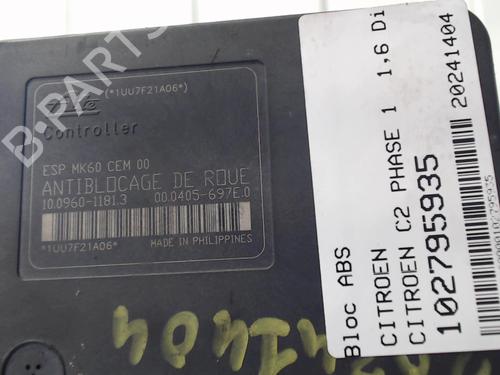 (*1UU7F21A06*)
Controller
ESP MK60 CEM 00
ANTIBLOCAGE DE ROUE
10.0960-1181.3 00.0405-697E.0
*1UU7F21A06* MADE IN PHILIPPINES
B-PARTS
Bloc ABS
CITROEN
CITROEN C2 PHASE 1 1,6 Di
102795935
20241404